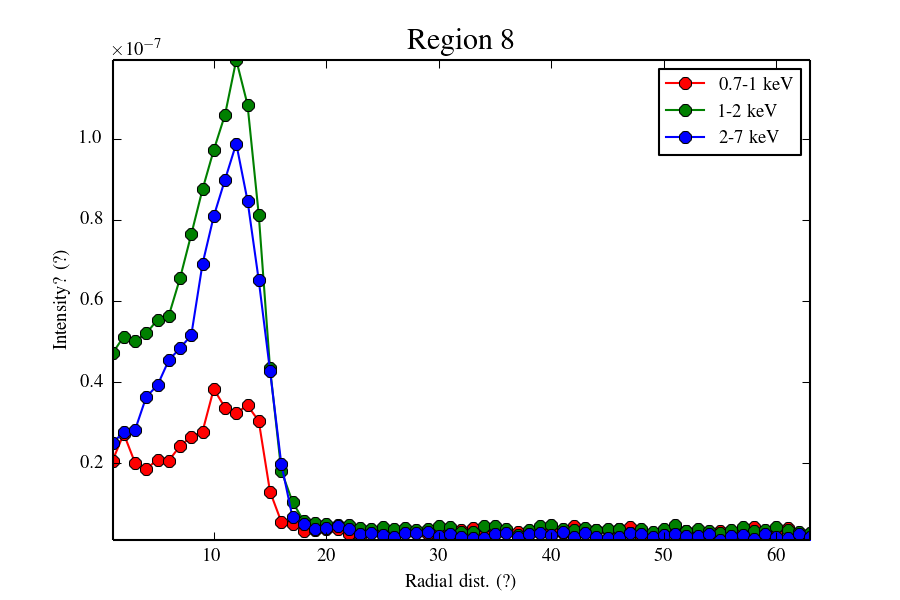 Region 8
×10⁻⁷
0.7-1 keV
1-2 keV
2-7 keV
1.0
0.8
0.6
0.4
0.2
Intensity? (?)
10 20 30 40 50 60
Radial dist. (?)